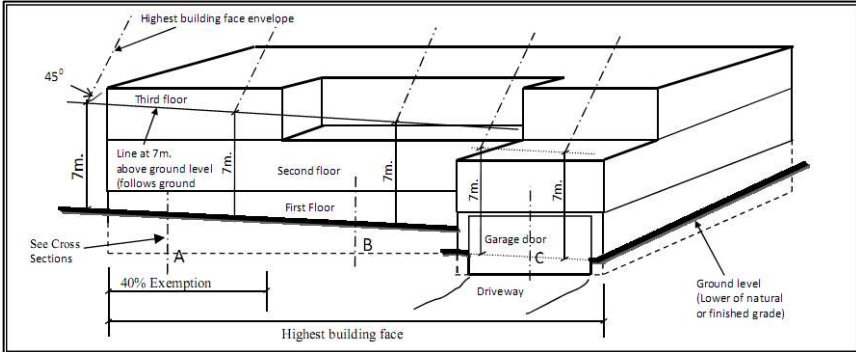 Highest building face envelope
45⁰
Third floor
7m.
Line at 7m.
above ground level
(follows ground
7m.
7m.
7m.
7m.
Second floor
First Floor
See Cross
Sections
A
B
C
Garage door
40% Exemption
Driveway
Ground level
(Lower of natural
or finished grade)
Highest building face